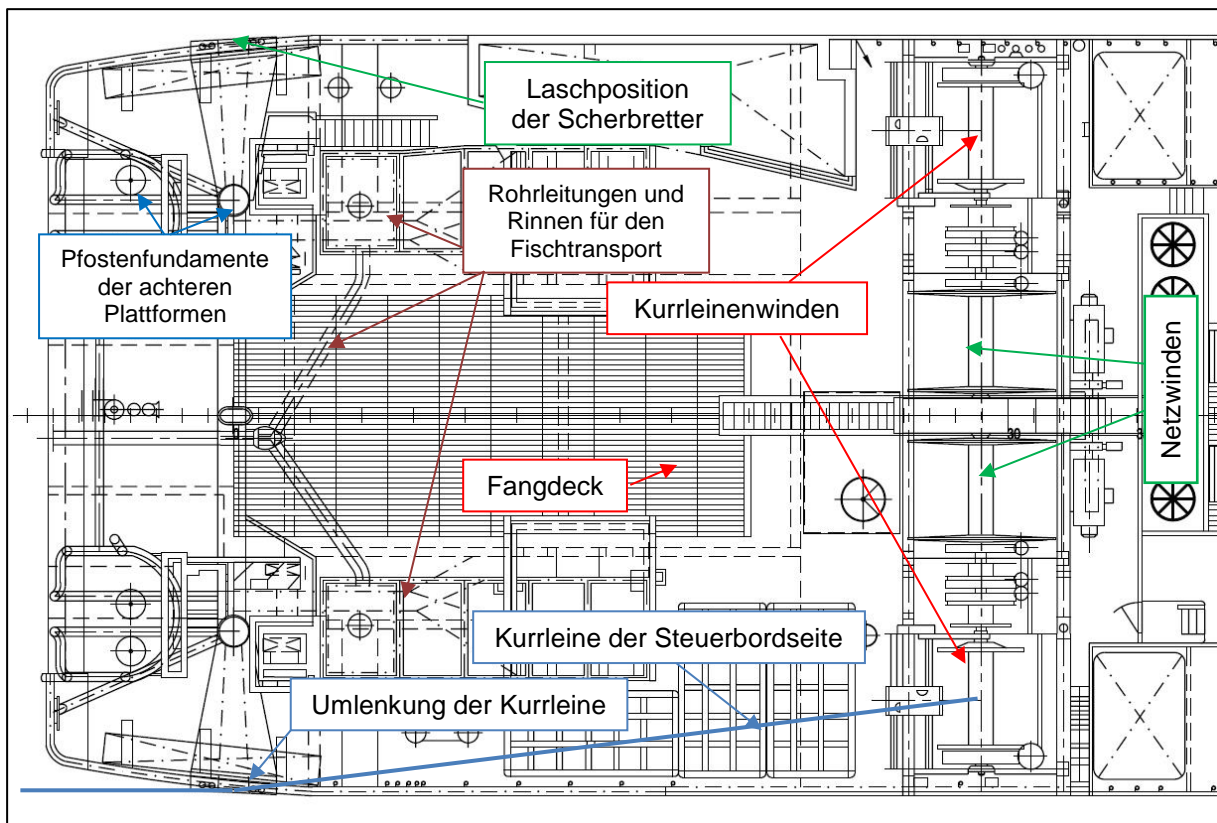 Laschposition
der Scherbretter
Rohrleitungen und
Rinnen für den
Fischtransport
Pfostenfundamente
der achteren
Plattformen
Kurrleinenwinden
Netzwinden
0
30
Fangdeck
Kurrleine der Steuerbordseite
Umlenkung der Kurrleine